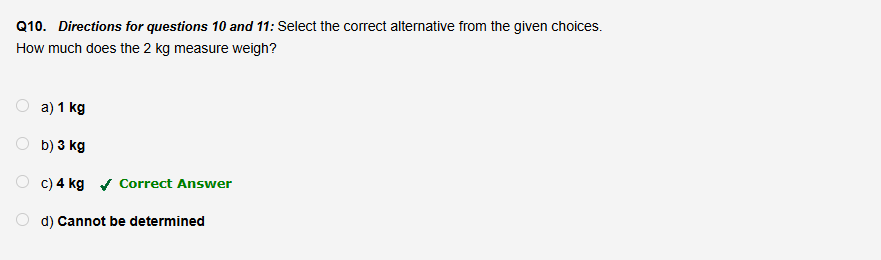 Q10. Directions for questions 10 and 11: Select the correct alternative from the given choices.
How much does the 2 kg measure weigh?
a) 1 kg
b) 3 kg
c) 4 kg ✓ Correct Answer
d) Cannot be determined